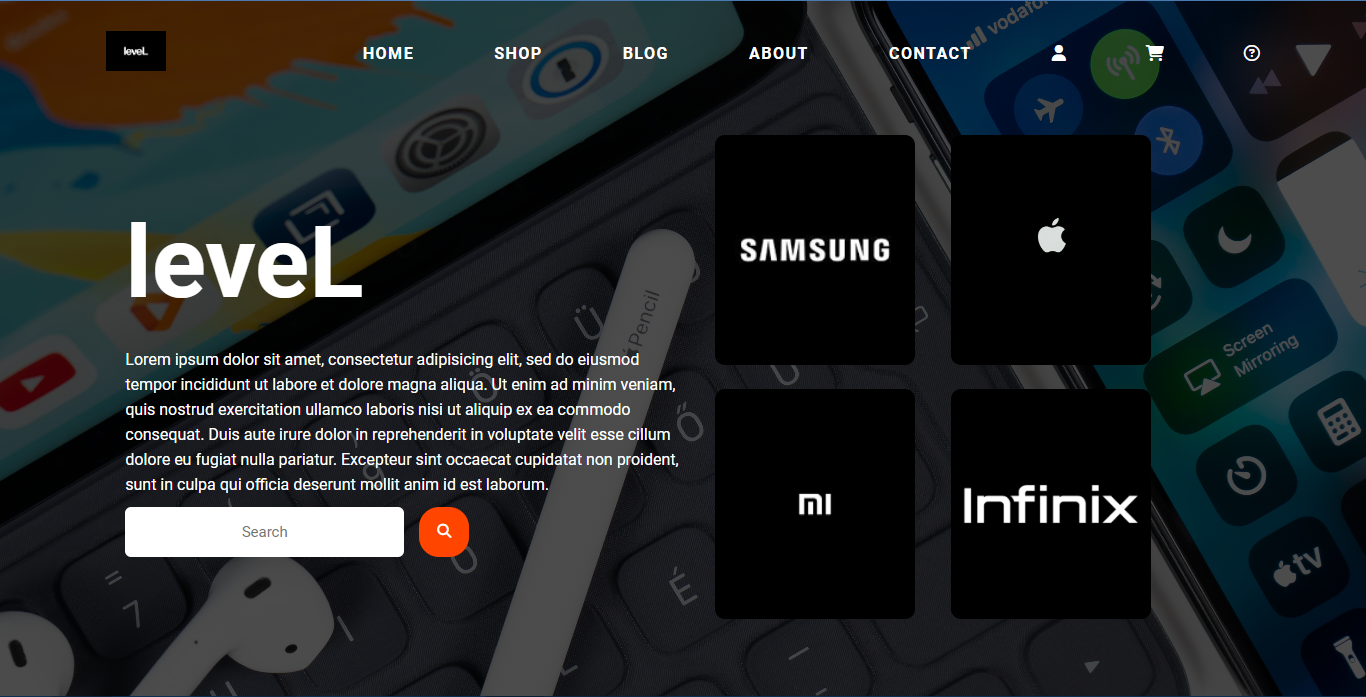 leveL
HOME SHOP BLOG ABOUT CONTACT
vodafo
SAMSUNG
leveL
Pencil
Screen
Mirroring
Lorem ipsum dolor sit amet, consectetur adipisicing elit, sed do eiusmod
tempor incididunt ut labore et dolore magna aliqua. Ut enim ad minim veniam,
quis nostrud exercitation ullamco laboris nisi ut aliquip ex ea commodo
consequat. Duis aute irure dolor in reprehenderit in voluptate velit esse cillum
dolore eu fugiat nulla pariatur. Excepteur sint occaecat cupidatat non proident,
sunt in culpa qui officia deserunt mollit anim id est laborum.
Search
mi
Infinix
tv
Ü
Ö
Ő
9
O
É
=
7
Í